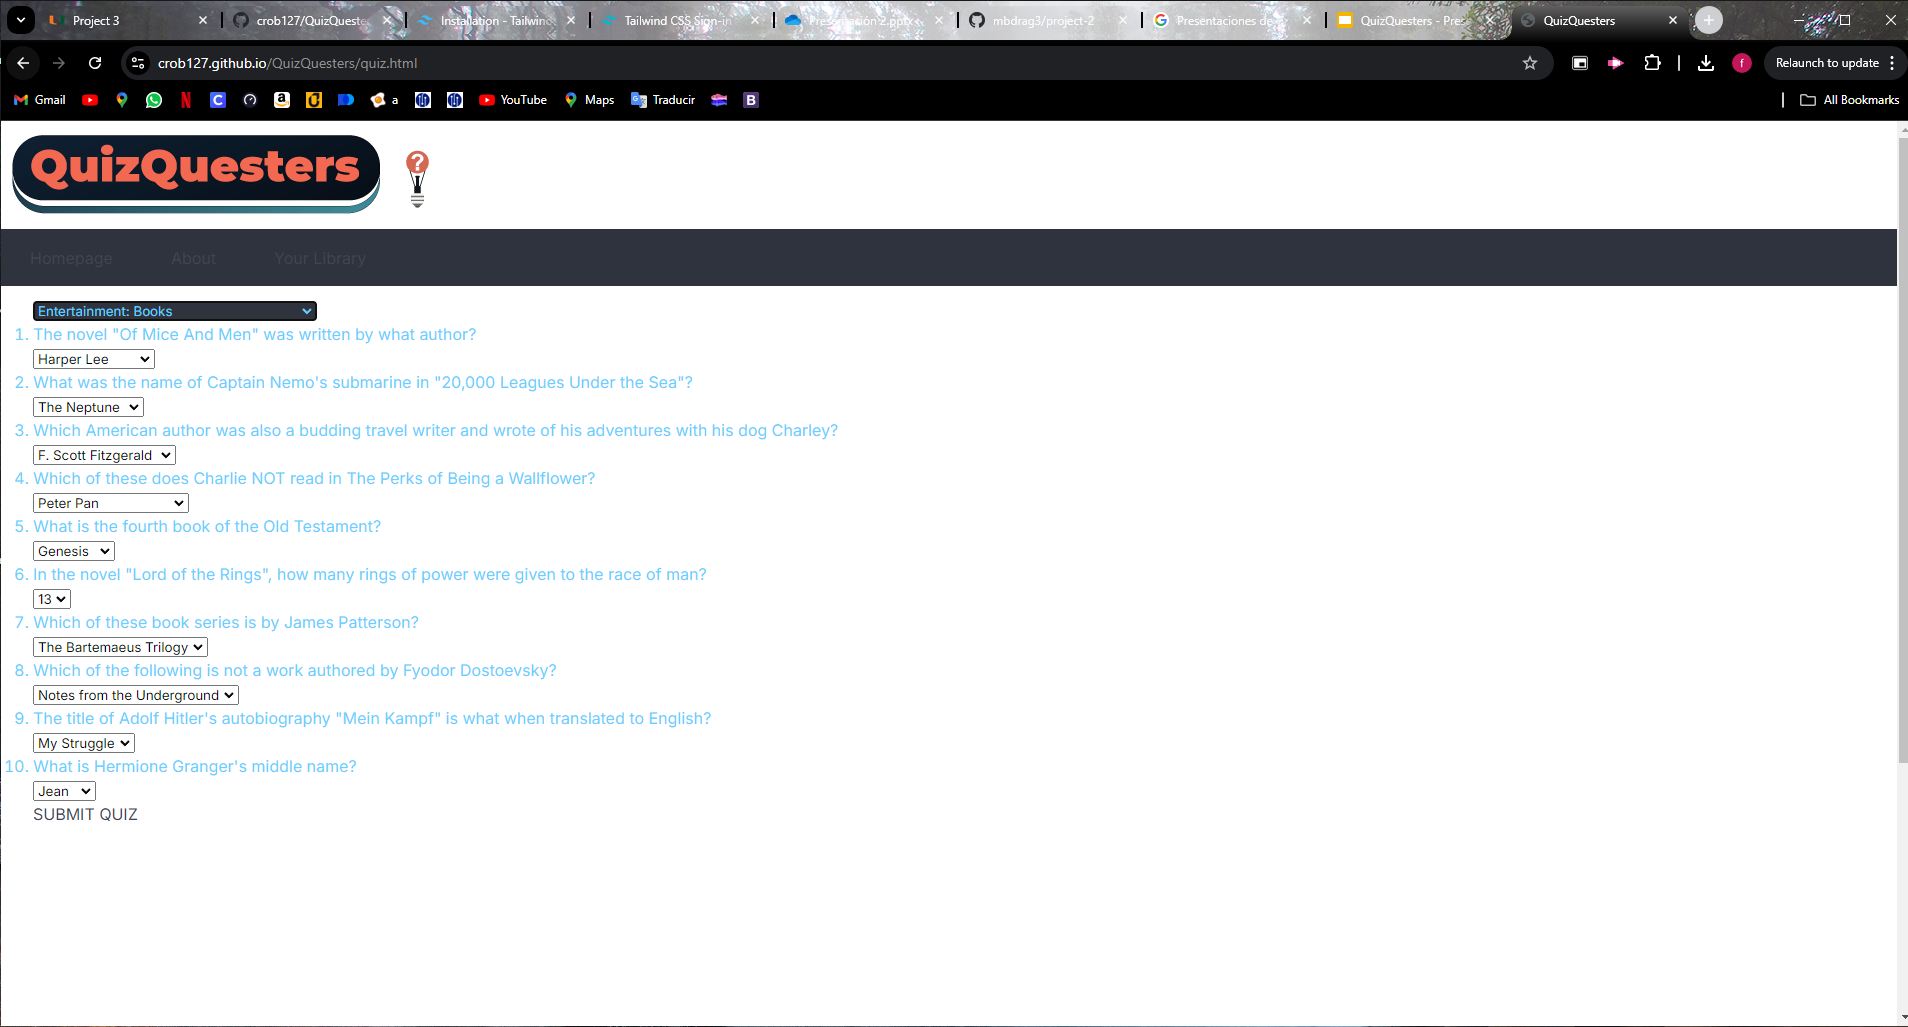 Project 3
crob127/QuizQueste
Installation - Tailwind
Tailwind CSS Sign-in
Presentación 2.pptx
mbdrag3/project-2
Presentaciones de
QuizQuesters - Pres
QuizQuesters
crob127.github.io/QuizQuesters/quiz.html
Relaunch to update
Gmail
a
YouTube
Maps
Traducir
All Bookmarks
QuizQuesters
Homepage
About
Your Library
Entertainment: Books
1. The novel "Of Mice And Men" was written by what author?
Harper Lee
2. What was the name of Captain Nemo's submarine in "20,000 Leagues Under the Sea"?
The Neptune
3. Which American author was also a budding travel writer and wrote of his adventures with his dog Charley?
F. Scott Fitzgerald
4. Which of these does Charlie NOT read in The Perks of Being a Wallflower?
Peter Pan
5. What is the fourth book of the Old Testament?
Genesis
6. In the novel "Lord of the Rings", how many rings of power were given to the race of man?
13
7. Which of these book series is by James Patterson?
The Bartemaeus Trilogy
8. Which of the following is not a work authored by Fyodor Dostoevsky?
Notes from the Underground
9. The title of Adolf Hitler's autobiography "Mein Kampf" is what when translated to English?
My Struggle
10. What is Hermione Granger's middle name?
Jean
SUBMIT QUIZ